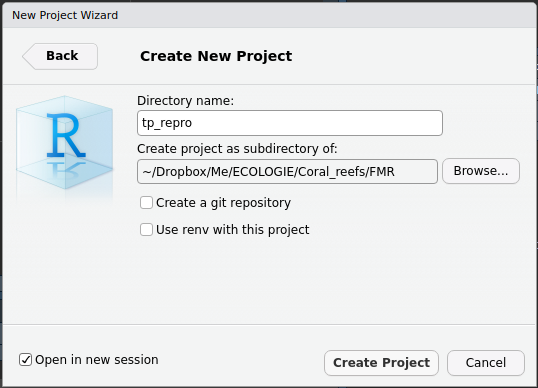 New Project Wizard
Back
Create New Project
R
Directory name:
tp_repro
Create project as subdirectory of:
~/Dropbox/Me/ECOLOGIE/Coral_reefs/FMR
Browse...
Create a git repository
Use renv with this project
Open in new session
Create Project
Cancel